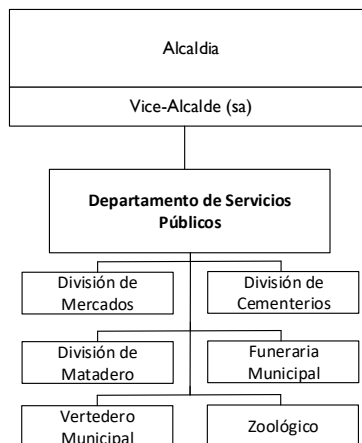 Alcaldia
Vice-Alcalde (sa)
Departamento de Servicios
Públicos
División de
Mercados
División de
Cementerios
División de
Matadero
Funeraria
Municipal
Vertedero
Municipal
Zoológico